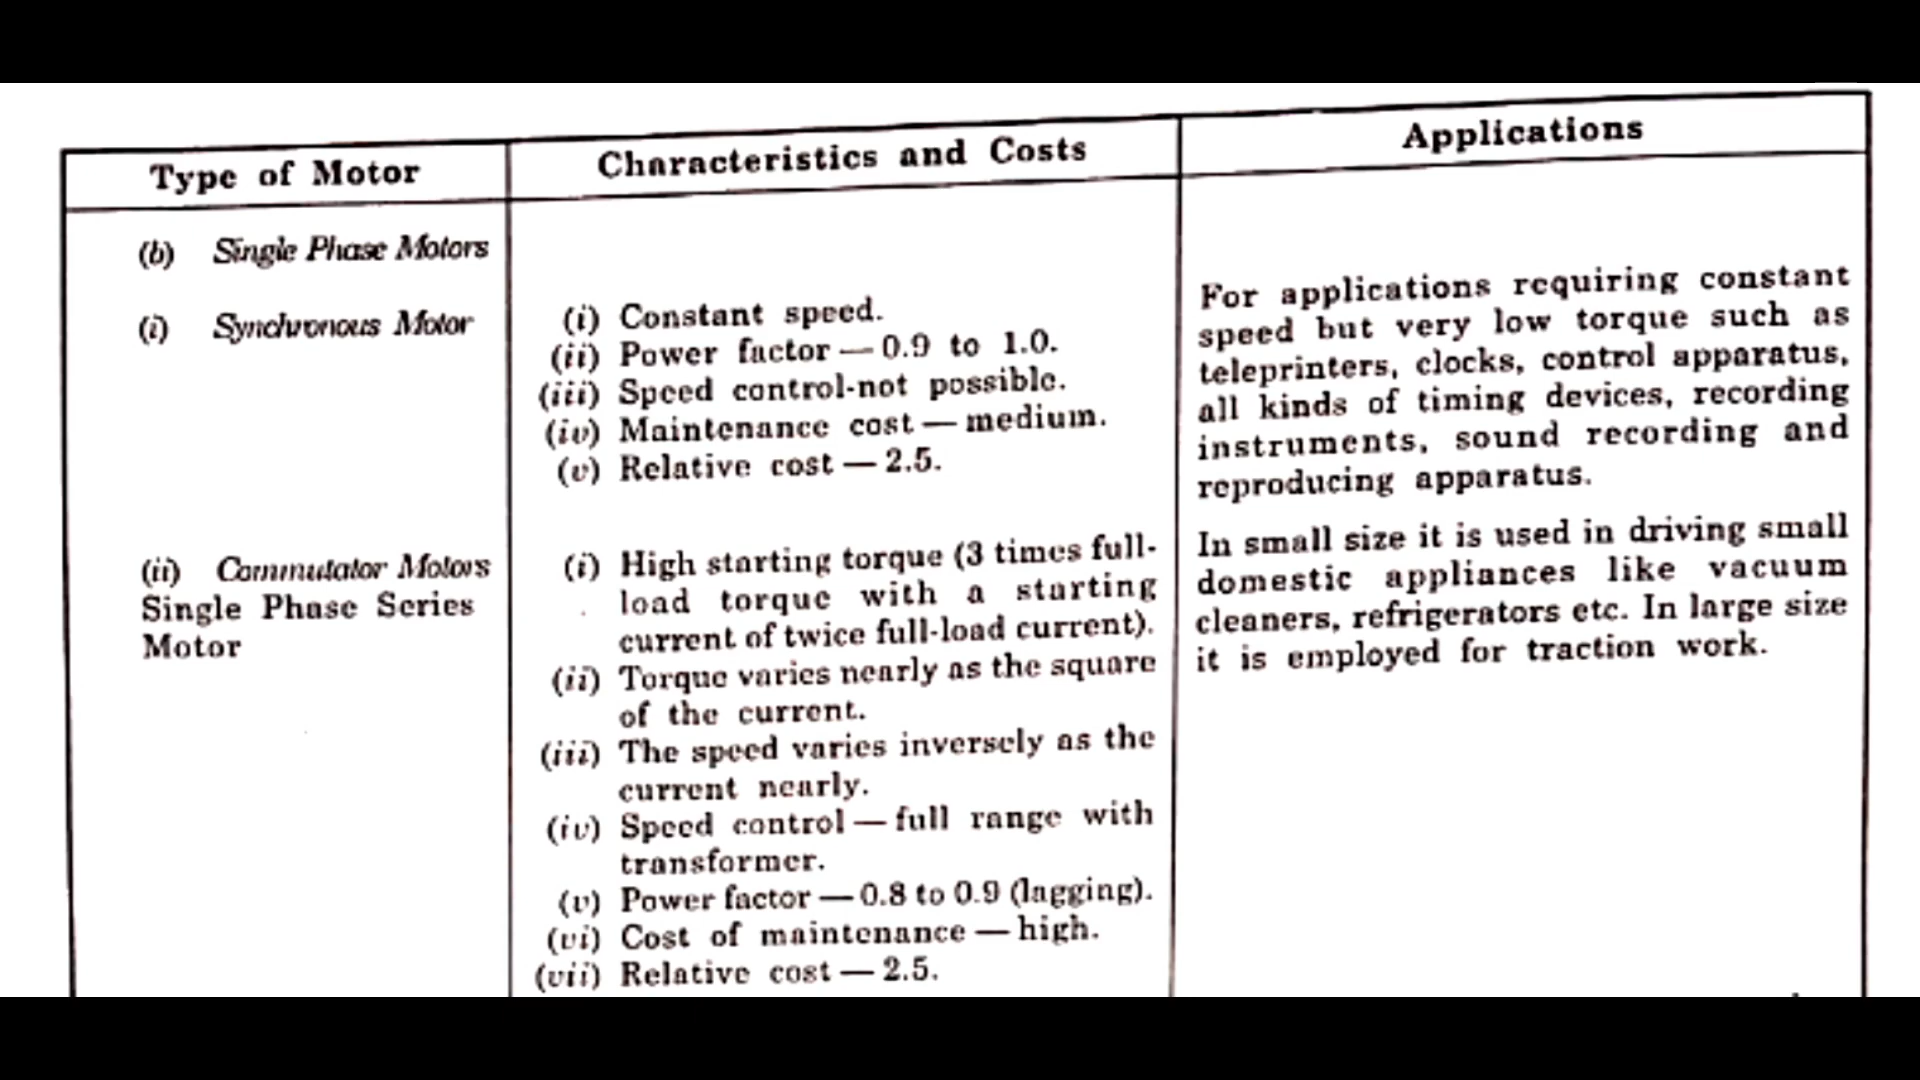 Type of Motor
Characteristics and Costs
Applications
(b) Single Phase Motors
(i) Synchronous Motor
(i) Constant speed.
(ii) Power factor — 0.9 to 1.0.
(iii) Speed control-not possible.
(iv) Maintenance cost — medium.
(v) Relative cost — 2.5.
For applications requiring constant
speed but very low torque such as
teleprinters, clocks, control apparatus,
all kinds of timing devices, recording
instruments, sound recording and
reproducing apparatus.
(ii) Commutator Motors
Single Phase Series
Motor
(i) High starting torque (3 times full-
load torque with a starting
current of twice full-load current).
(ii) Torque varies nearly as the square
of the current.
(iii) The speed varies inversely as the
current nearly.
(iv) Speed control — full range with
transformer.
(v) Power factor — 0.8 to 0.9 (lagging).
(vi) Cost of maintenance — high.
(vii) Relative cost — 2.5.
In small size it is used in driving small
domestic appliances like vacuum
cleaners, refrigerators etc. In large size
it is employed for traction work.